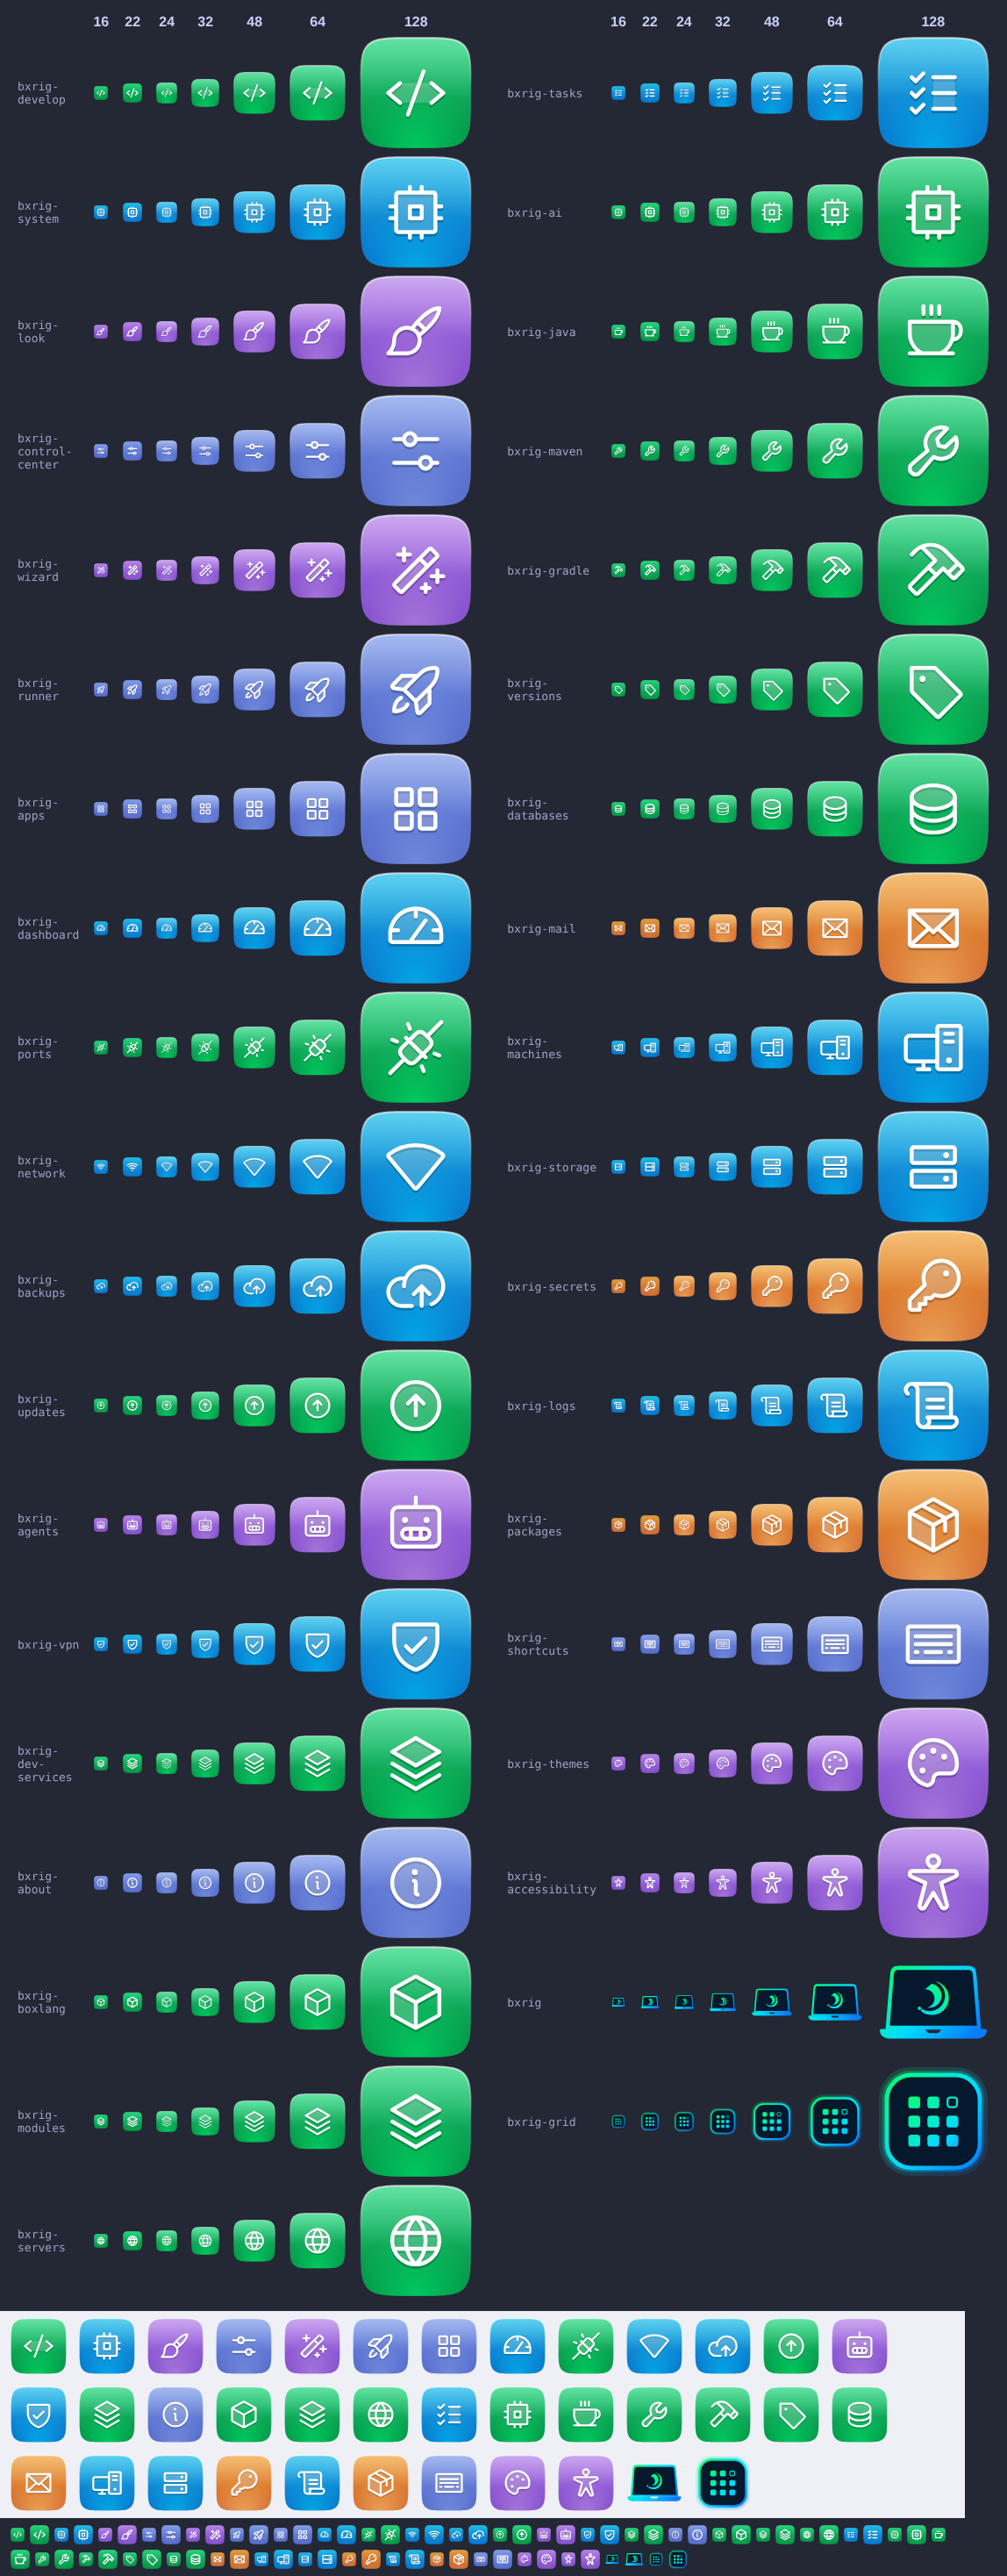 16 22 24 32 48 64 128 16 22 24 32 48 64 128
bxrig-
develop
bxrig-tasks
bxrig-
system
bxrig-ai
bxrig-
look
bxrig-java
bxrig-
control-
center
bxrig-maven
bxrig-
wizard
bxrig-gradle
bxrig-
runner
bxrig-
versions
bxrig-
apps
bxrig-
databases
bxrig-
dashboard
bxrig-mail
bxrig-
ports
bxrig-
machines
bxrig-
network
bxrig-storage
bxrig-
backups
bxrig-secrets
bxrig-
updates
bxrig-logs
bxrig-
agents
bxrig-
packages
bxrig-vpn
bxrig-
shortcuts
bxrig-
dev-
services
bxrig-themes
bxrig-
about
bxrig-
accessibility
bxrig-
boxlang
bxrig
bxrig-
modules
bxrig-grid
bxrig-
servers